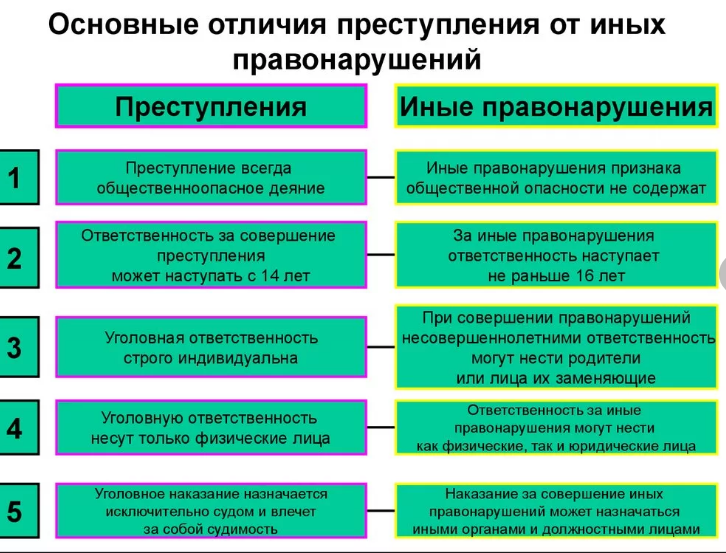 Основные отличия преступления от иных
правонарушений
Преступления
Иные правонарушения
1
Преступление всегда
общественноопасное деяние
Иные правонарушения признака
общественной опасности не содержат
2
Ответственность за совершение
преступления
может наступать с 14 лет
За иные правонарушения
ответственность наступает
не раньше 16 лет
3
Уголовная ответственность
строго индивидуальна
При совершении правонарушений
несовершеннолетними ответственность
могут нести родители
или лица их заменяющие
4
Уголовную ответственность
несут только физические лица
Ответственность за иные
правонарушения могут нести
как физические, так и юридические лица
5
Уголовное наказание назначается
исключительно судом и влечет
за собой судимость
Наказание за совершение иных
правонарушений может назначаться
иными органами и должностными лицами